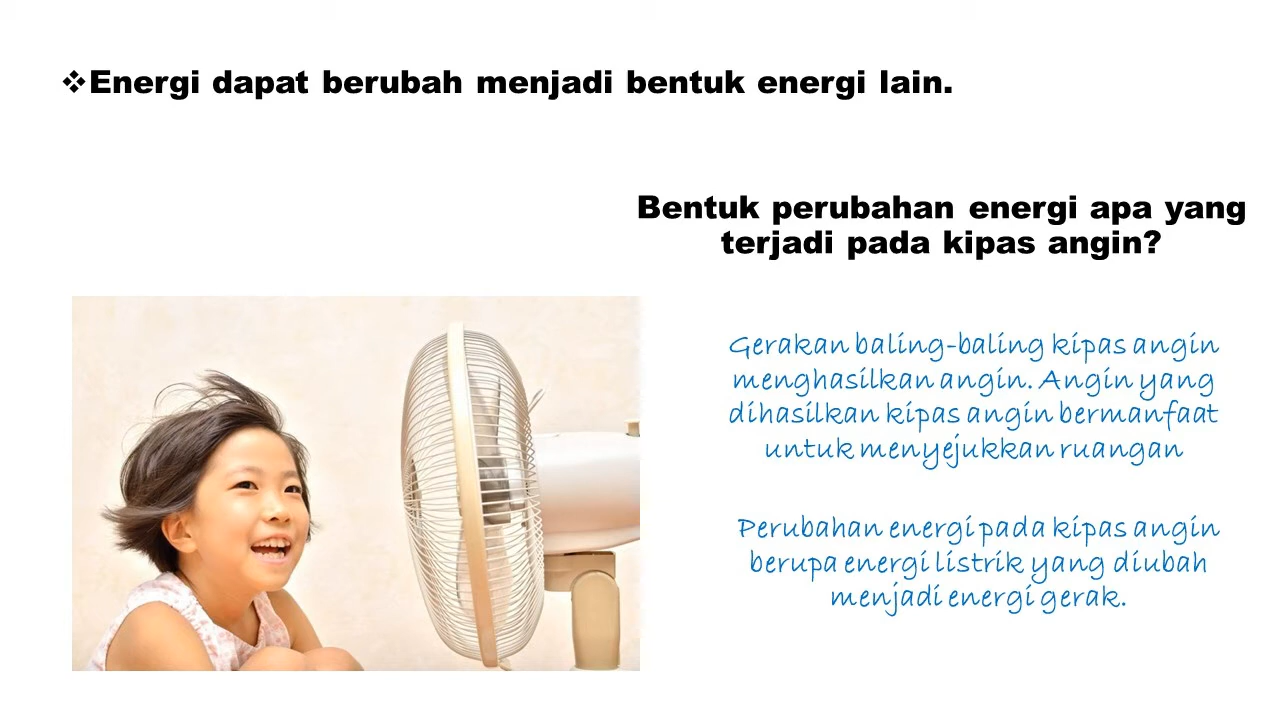 ❖Energi dapat berubah menjadi bentuk energi lain.
Bentuk perubahan energi apa yang
terjadi pada kipas angin?
Gerakan baling-baling kipas angin
menghasilkan angin. Angin yang
dihasilkan kipas angin bermanfaat
untuk menyejukkan ruangan
Perubahan energi pada kipas angin
berupa energi listrik yang diubah
menjadi energi gerak.